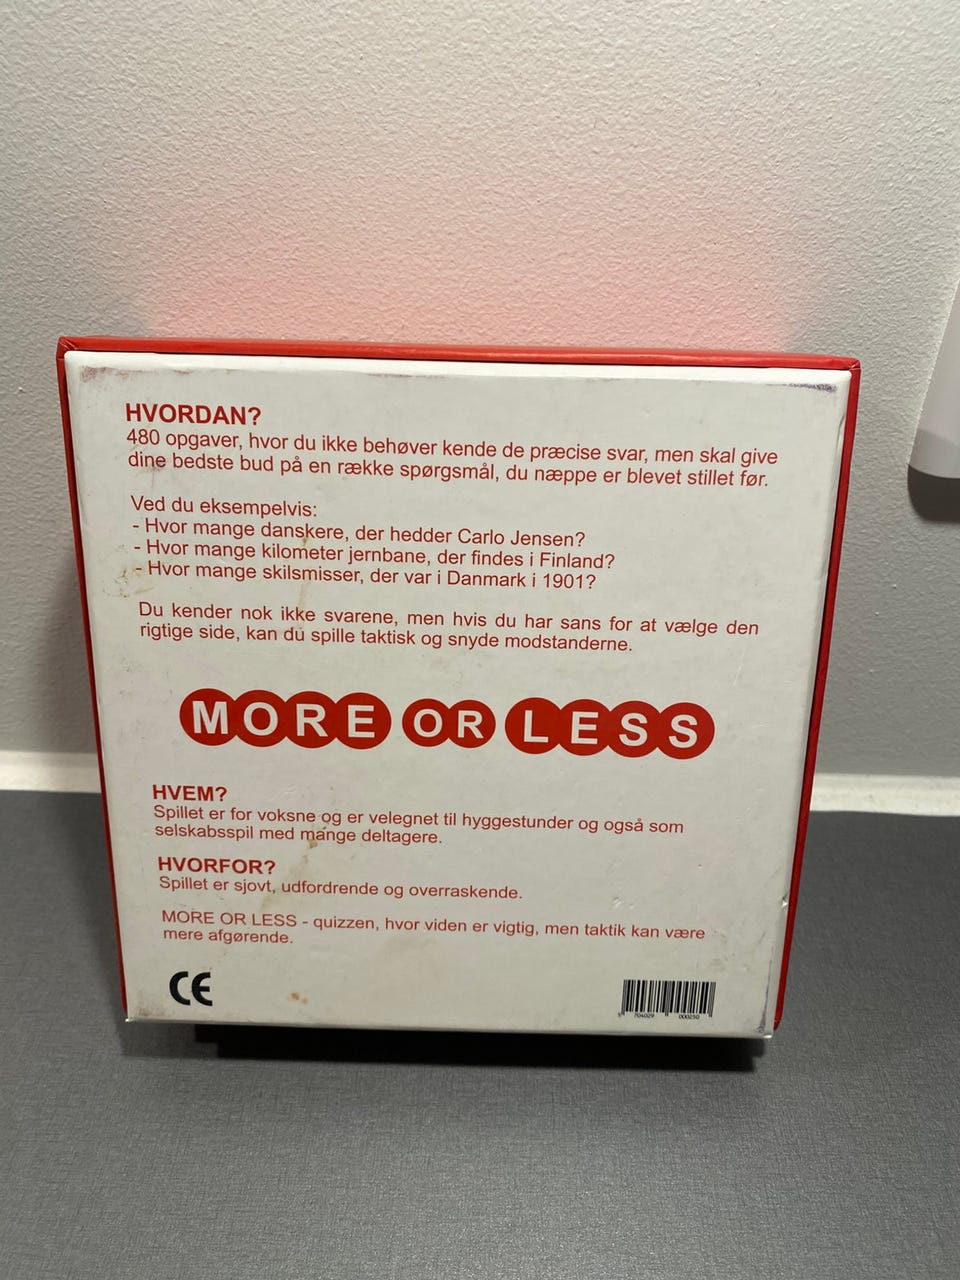 HVORDAN?
480 opgaver, hvor du ikke behøver kende de præcise svar, men skal give
dine bedste bud på en række spørgsmål, du næppe er blevet stillet før.
Ved du eksempelvis:
- Hvor mange danskere, der hedder Carlo Jensen?
- Hvor mange kilometer jernbane, der findes i Finland?
- Hvor mange skilsmisser, der var i Danmark i 1901?
Du kender nok ikke svarene, men hvis du har sans for at vælge den
rigtige side, kan du spille taktisk og snyde modstanderne.
MORE OR LESS
HVEM?
Spillet er for voksne og er velegnet til hyggestunder og også som
selskabsspil med mange deltagere.
HVORFOR?
Spillet er sjovt, udfordrende og overraskende.
MORE OR LESS - quizzen, hvor viden er vigtig, men taktik kan være
mere afgørende.
CE
5 704029 000250